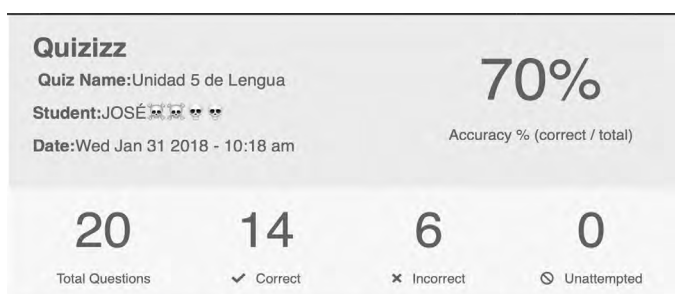 Quizizz
Quiz Name:Unidad 5 de Lengua
Student:JOSÉ☠☠💀💀
Date:Wed Jan 31 2018 - 10:18 am
70%
Accuracy % (correct / total)
20
Total Questions
14
✔ Correct
6
✖ Incorrect
0
🚫 Unattempted